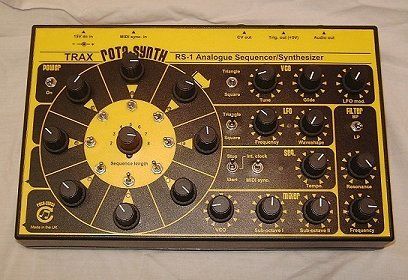 15V dc in
MIDI sync. in
CV out
Trig. out (+5V)
Audio out
TRAX ROTA SYNTH RS-1 Analogue Sequencer/Synthesizer
POWER
On
Triangle
Square
VCO
Tune
Glide
LFO mod.
Triangle
Square
LFO
Frequency
Waveshape
FILTER
HP
LP
Sequence length
Stop
Start
Int. clock
MIDI sync.
SEQ.
Tempo
Resonance
MIXER
VCO
Sub-octave I
Sub-octave II
Frequency
Made in the UK